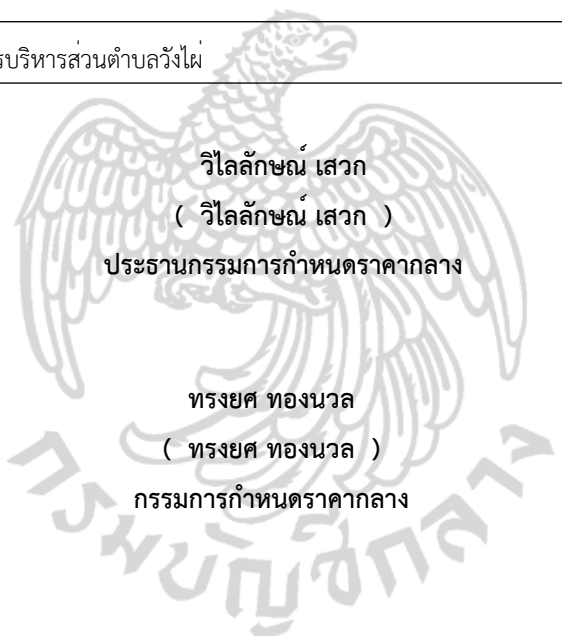 รบริหารส่วนตำบลวังไผ่
วิไลลักษณ์ เสวก
( วิไลลักษณ์ เสวก )
ประธานกรรมการกำหนดราคากลาง
ทรงยศ ทองนวล
( ทรงยศ ทองนวล )
กรรมการกำหนดราคากลาง
กรมบัญชีกลาง